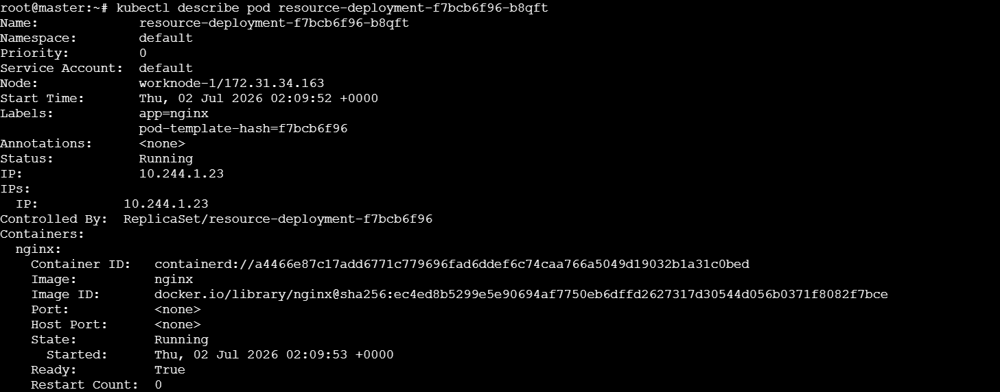 root@master:~# kubectl describe pod resource-deployment-f7bcb6f96-b8qft
Name:             resource-deployment-f7bcb6f96-b8qft
Namespace:        default
Priority:         0
Service Account:  default
Node:             worknode-1/172.31.34.163
Start Time:       Thu, 02 Jul 2026 02:09:52 +0000
Labels:           app=nginx
                  pod-template-hash=f7bcb6f96
Annotations:      <none>
Status:           Running
IP:               10.244.1.23
IPs:
  IP:           10.244.1.23
Controlled By:  ReplicaSet/resource-deployment-f7bcb6f96
Containers:
  nginx:
    Container ID:   containerd://a4466e87c17add6771c779696fad6ddef6c74caa766a5049d19032b1a31c0bed
    Image:          nginx
    Image ID:       docker.io/library/nginx@sha256:ec4ed8b5299e5e90694af7750eb6dffd2627317d30544d056b0371f8082f7bce
    Port:           <none>
    Host Port:      <none>
    State:          Running
      Started:      Thu, 02 Jul 2026 02:09:53 +0000
    Ready:          True
    Restart Count:  0